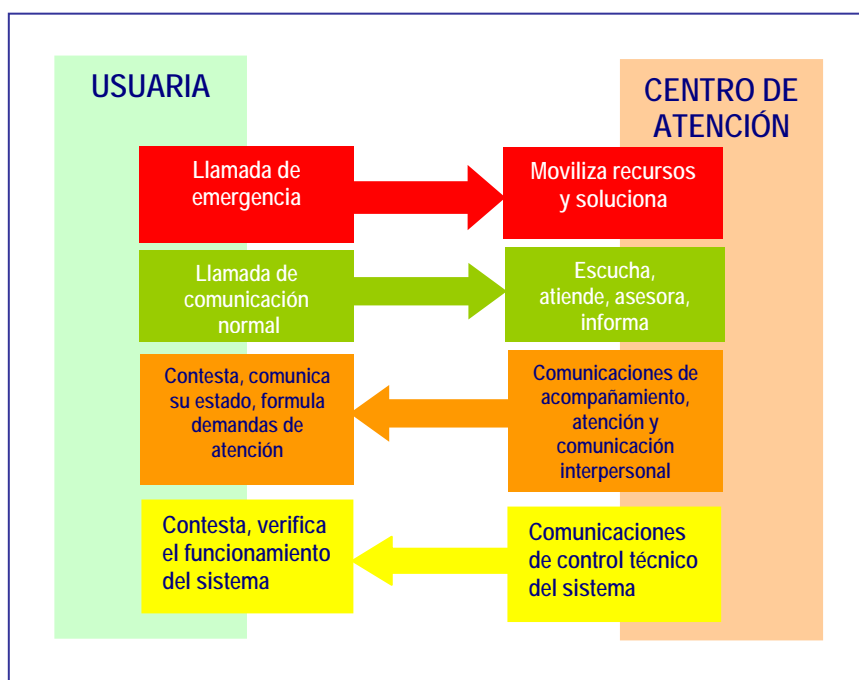 USUARIA
CENTRO DE
ATENCIÓN
Llamada de
emergencia
Moviliza recursos
y soluciona
Llamada de
comunicación
normal
Escucha,
atiende, asesora,
informa
Contesta, comunica
su estado, formula
demandas de
atención
Comunicaciones de
acompañamiento,
atención y
comunicación
interpersonal
Contesta, verifica
el funcionamiento
del sistema
Comunicaciones
de control técnico
del sistema